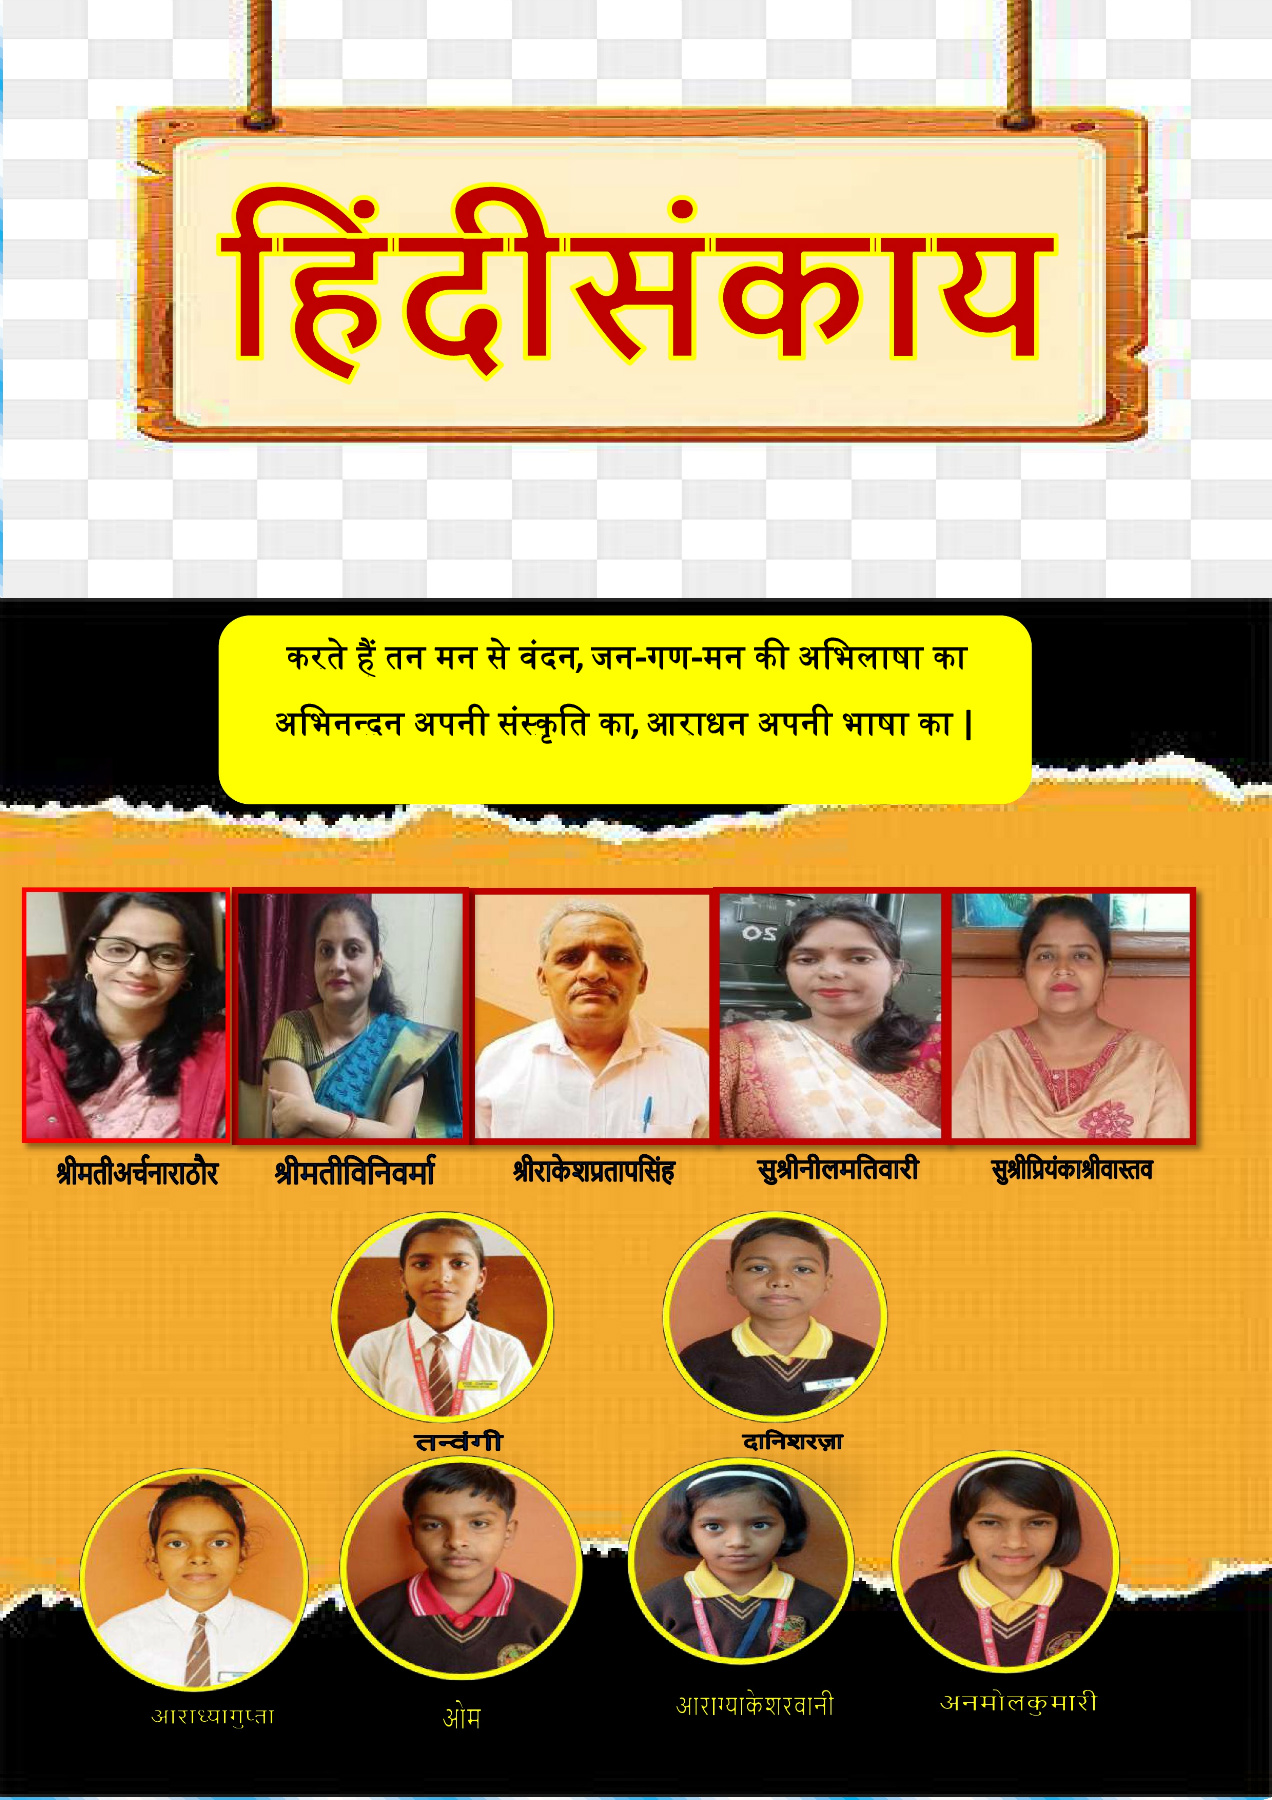 हिंदीसंकाय
करते हैं तन मन से वंदन, जन-गण-मन की अभिलाषा का
अभिनन्दन अपनी संस्कृति का, आराधन अपनी भाषा का |
श्रीमतीअर्चनाराठौर श्रीमतीविनिवर्मा श्रीराकेशप्रतापसिंह सुश्रीनीलमतिवारी सुश्रीप्रियंकाश्रीवास्तव
तन्वंगी दानिशरज़ा
आराध्यागुप्ता ओम आराग्याकेशरवानी अनमोलकुमारी